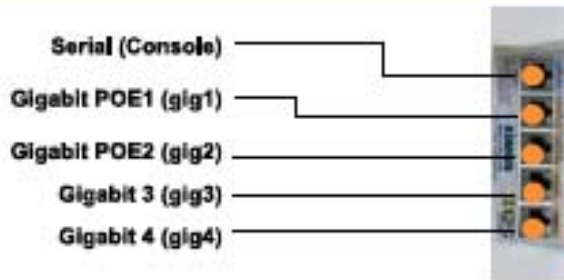 Serial (Console)
Gigabit POE1 (gig1)
Gigabit POE2 (gig2)
Gigabit 3 (gig3)
Gigabit 4 (gig4)